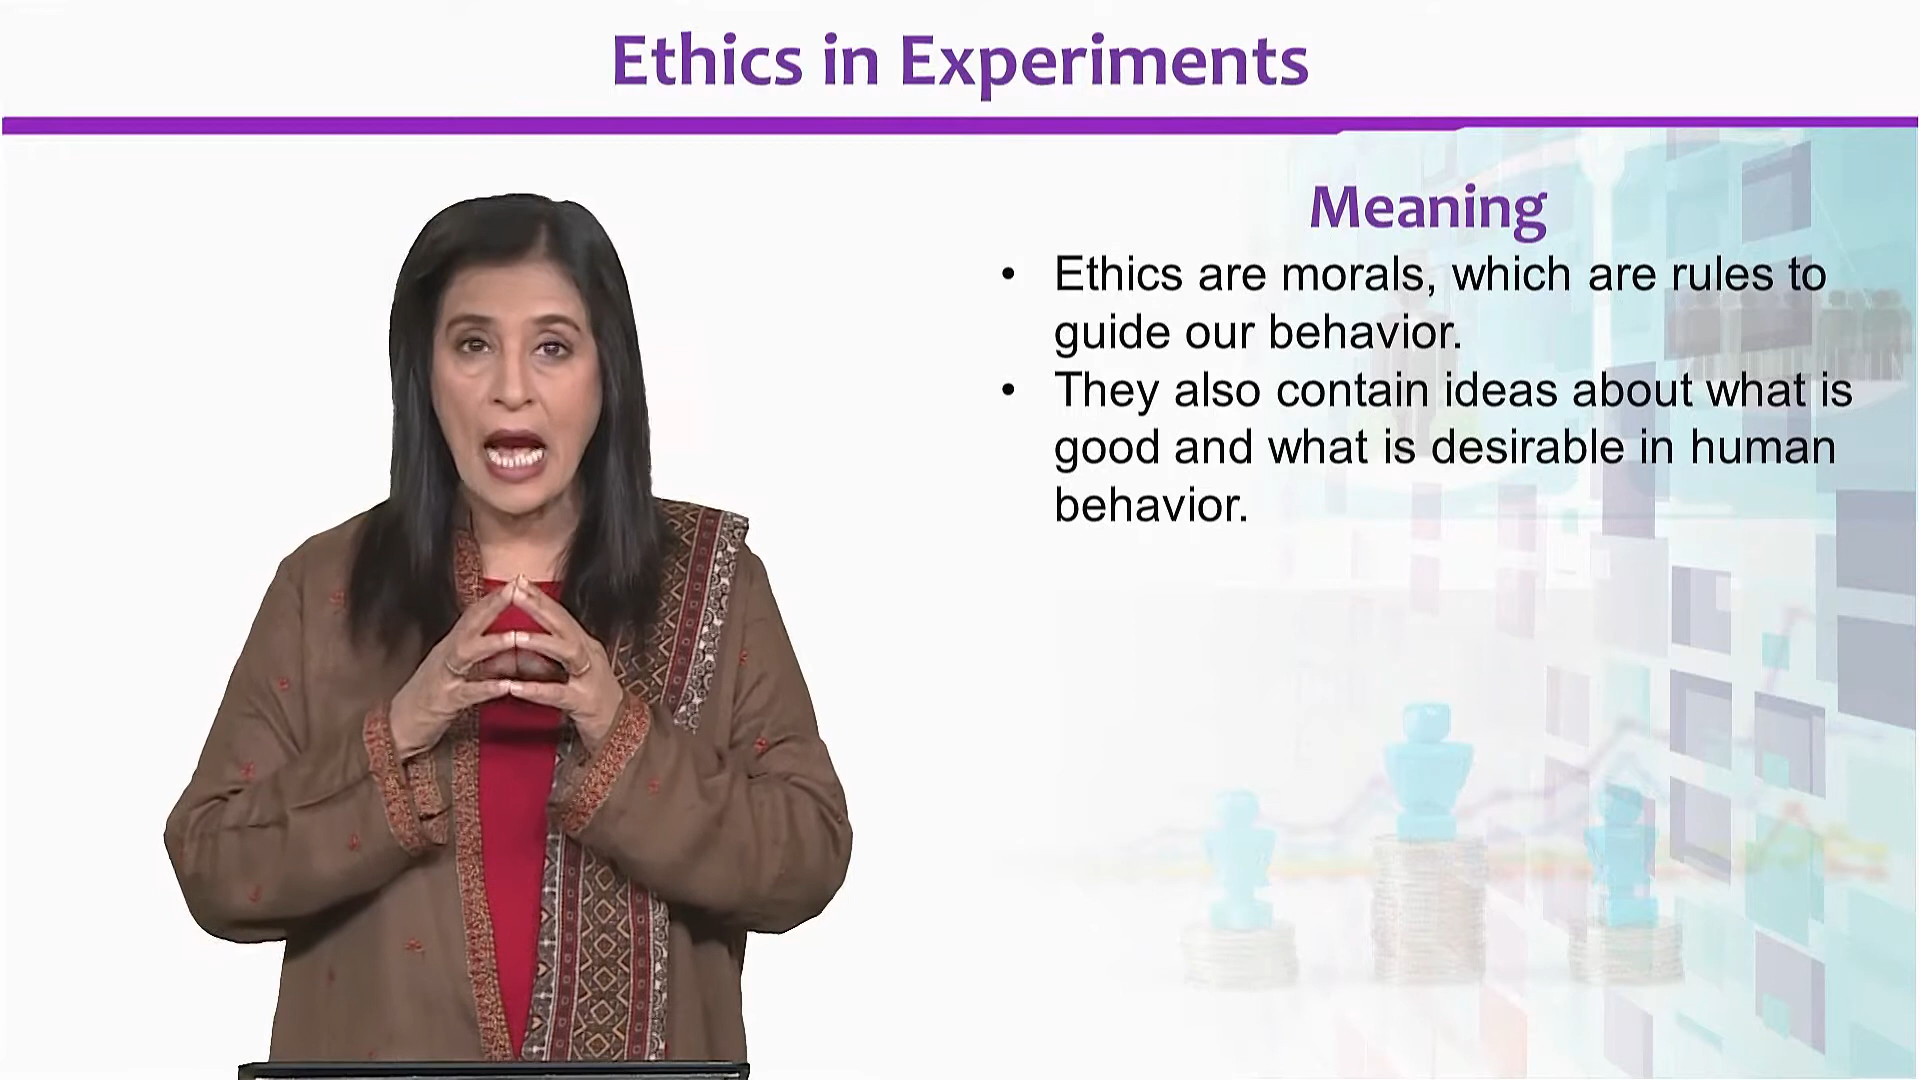 Ethics in Experiments
Meaning
• Ethics are morals, which are rules to
guide our behavior.
• They also contain ideas about what is
good and what is desirable in human
behavior.